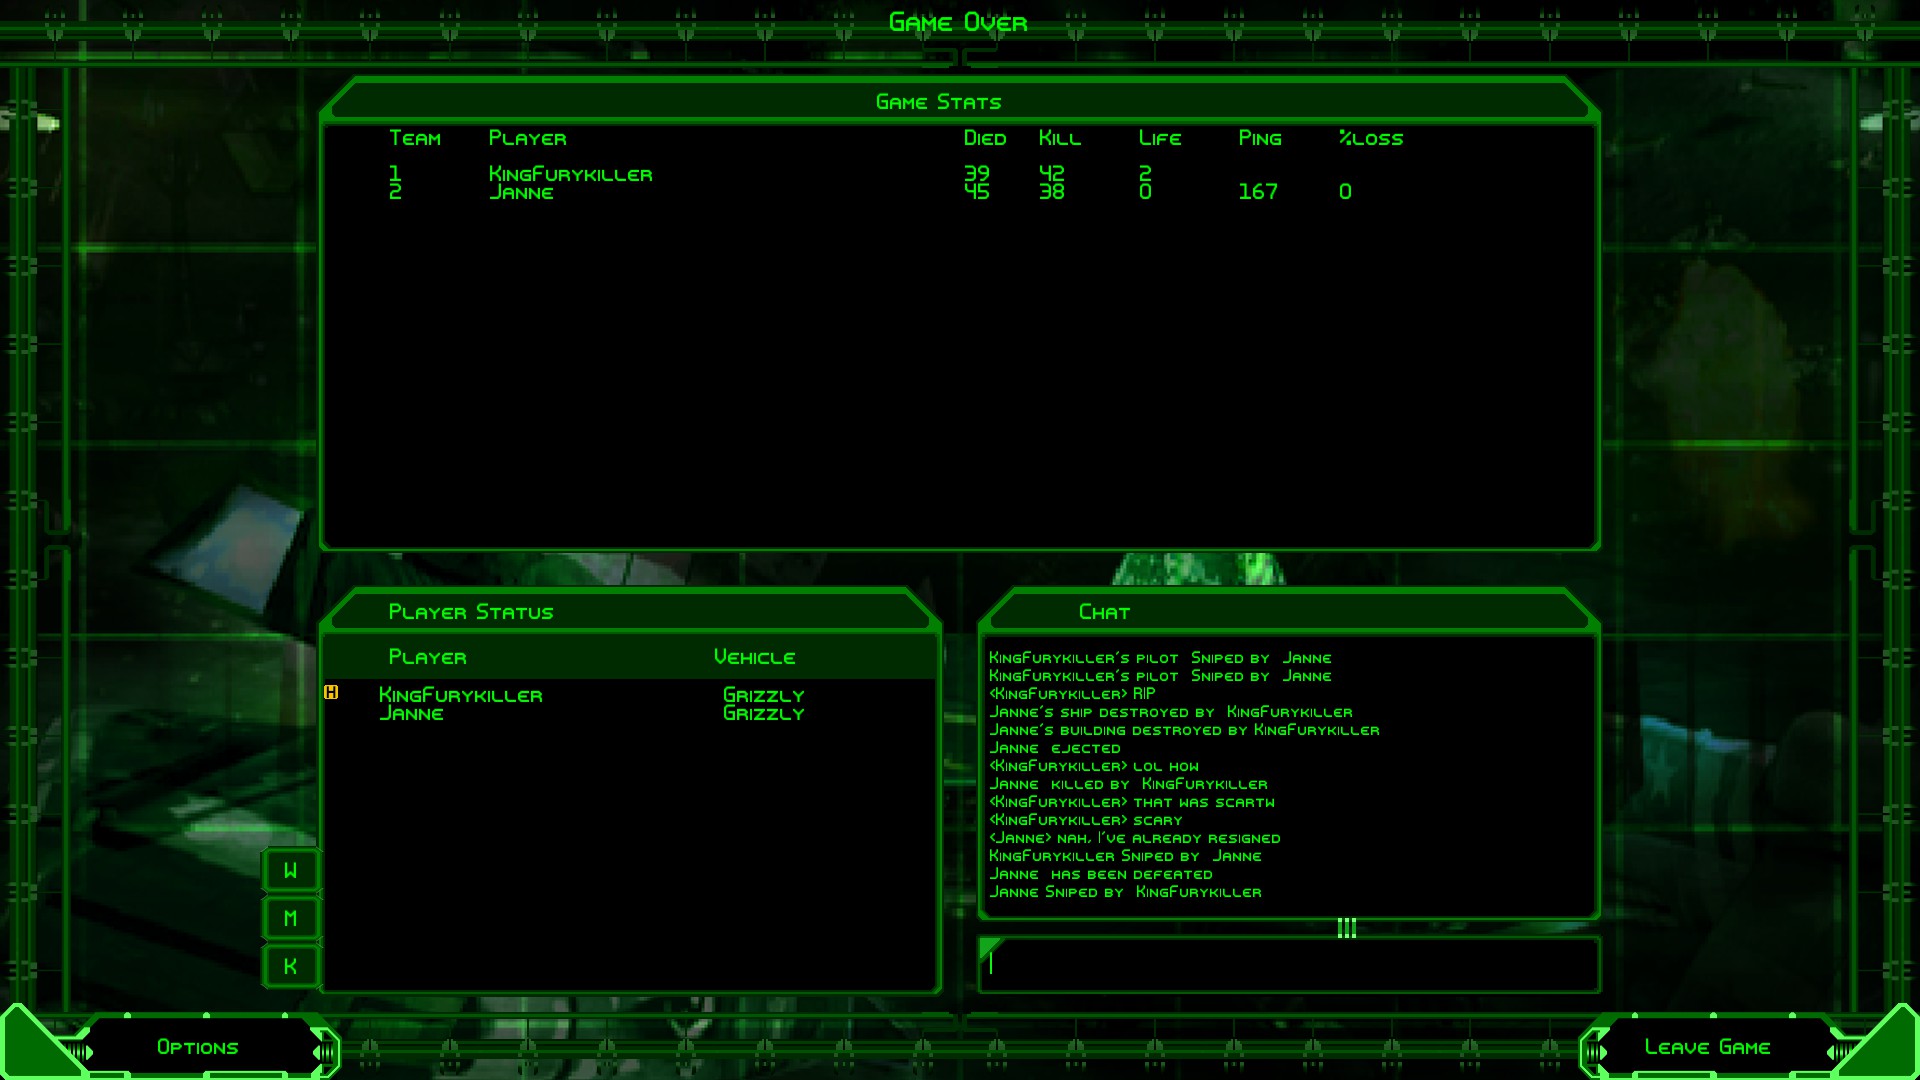 Game Over
Game Stats
Team Player Died Kill Life Ping %loss
1 KingFurykiller 39 42 2
2 Janne 45 38 0 167 0
Player Status
Player Vehicle
H KingFurykiller Grizzly
Janne Grizzly
W
M
K
Chat
KingFurykiller's pilot Sniped by Janne
KingFurykiller's pilot Sniped by Janne
<KingFurykiller> RIP
Janne's ship destroyed by KingFurykiller
Janne's building destroyed by KingFurykiller
Janne ejected
<KingFurykiller> lol how
Janne killed by KingFurykiller
<KingFurykiller> that was scartw
<KingFurykiller> scary
<Janne> nah, I've already resigned
KingFurykiller Sniped by Janne
Janne has been defeated
Janne Sniped by KingFurykiller
Options
Leave Game